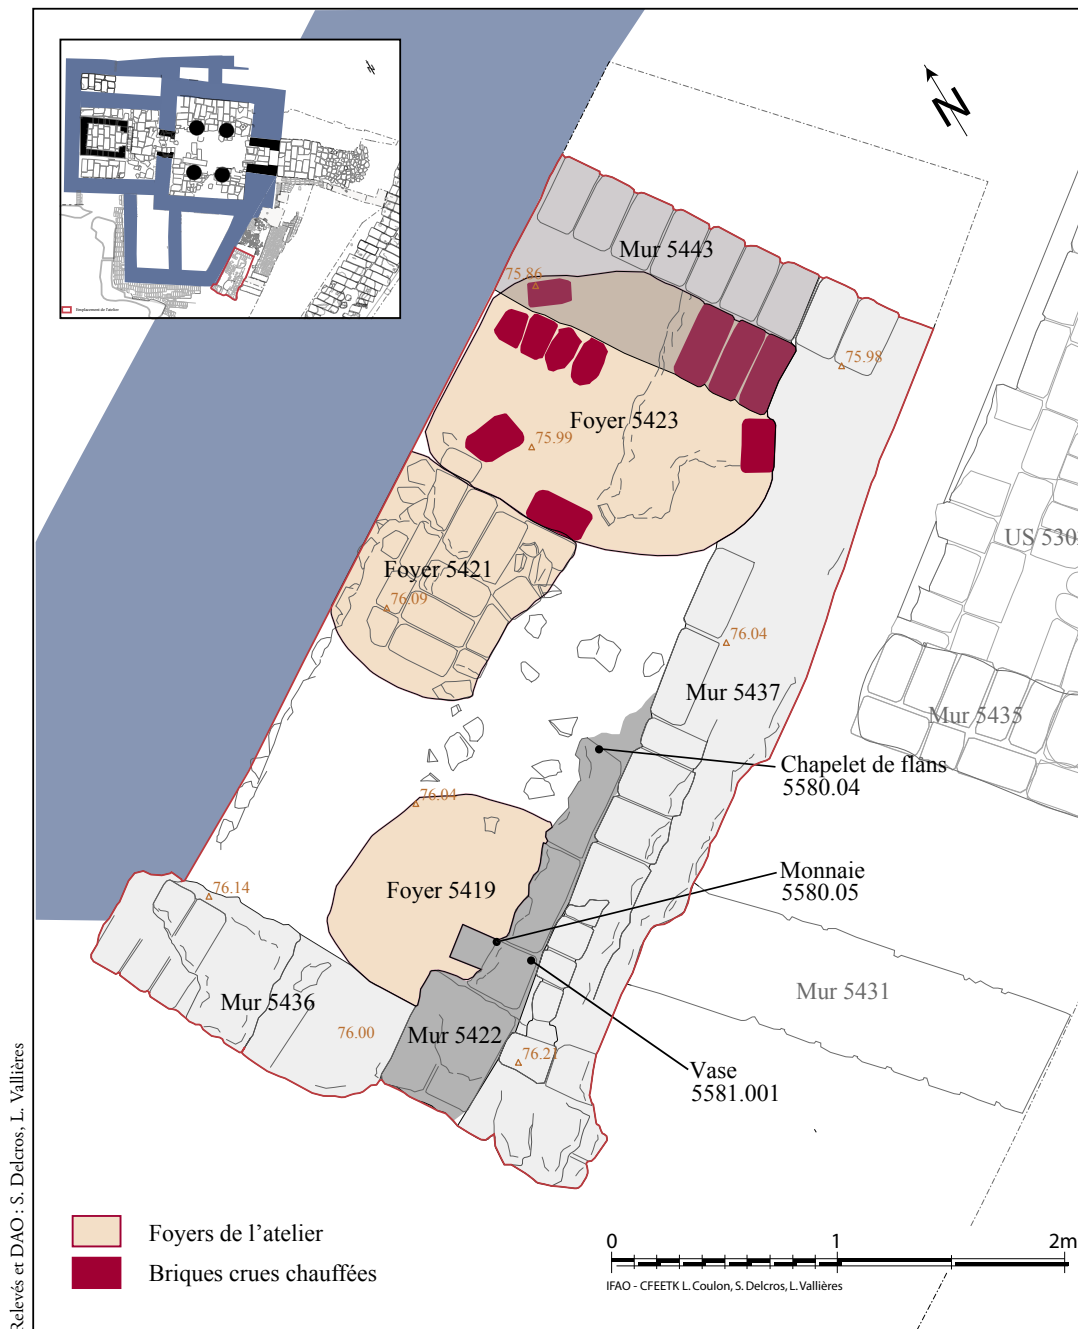 N
N
Emplacement de l'atelier
Mur 5443
75.86
75.98
Foyer 5423
75.99
US 530
Foyer 5421
76.09
76.04
Mur 5437
Mur 5435
Chapelet de flans
5580.04
76.04
Monnaie
5580.05
Foyer 5419
76.14
Mur 5436
76.00
Mur 5422
76.21
Mur 5431
Vase
5581.001
Foyers de l'atelier
Briques crues chauffées
0 1 2m
IFAO - CFEETK L. Coulon, S. Delcros, L. Vallières
Relevés et DAO : S. Delcros, L. Vallières